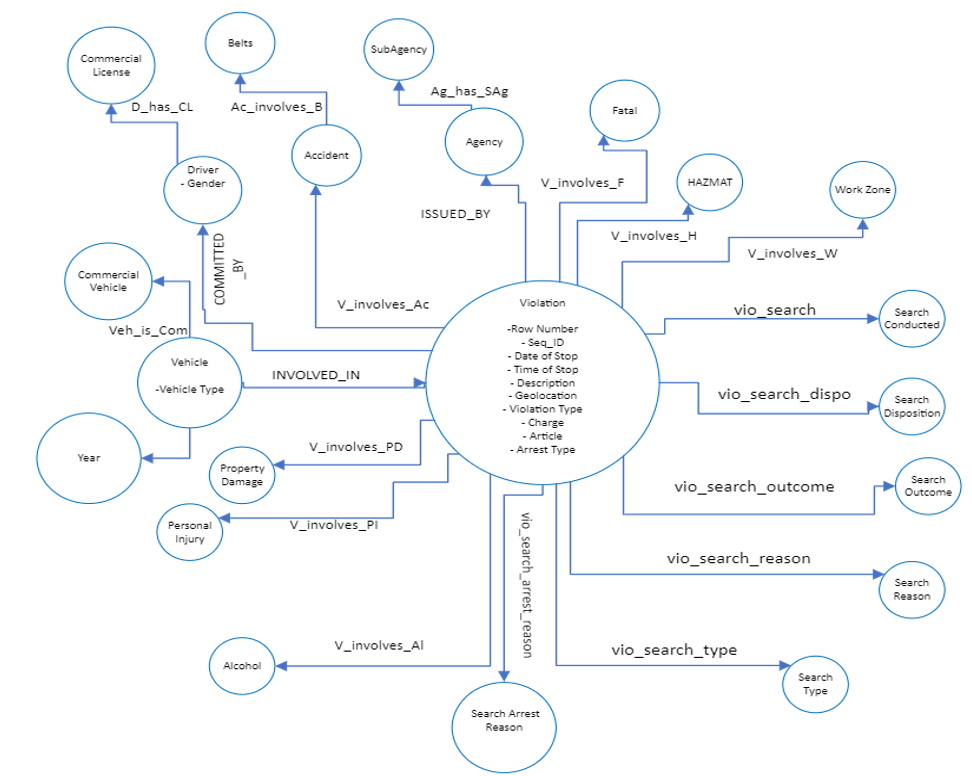 Commercial
License
Belts
SubAgency
D_has_CL
Ac_involves_B
Ag_has_SAg
Fatal
Accident
Agency
Driver
- Gender
V_involves_F
HAZMAT
Work Zone
ISSUED_BY
V_involves_H
V_involves_W
COMMITTED
_BY
Commercial
Vehicle
V_involves_Ac
Veh_is_Com
vio_search
Search
Conducted
Vehicle
-Vehicle Type
INVOLVED_IN
Violation
-Row Number
- Seq_ID
- Date of Stop
- Time of Stop
- Description
- Geolocation
- Violation Type
- Charge
- Article
- Arrest Type
vio_search_dispo
Search
Disposition
Year
V_involves_PD
Property
Damage
vio_search_outcome
Search
Outcome
Personal
Injury
V_involves_PI
vio_search_arrest_reason
vio_search_reason
Search
Reason
V_involves_Al
Alcohol
vio_search_type
Search
Type
Search Arrest
Reason